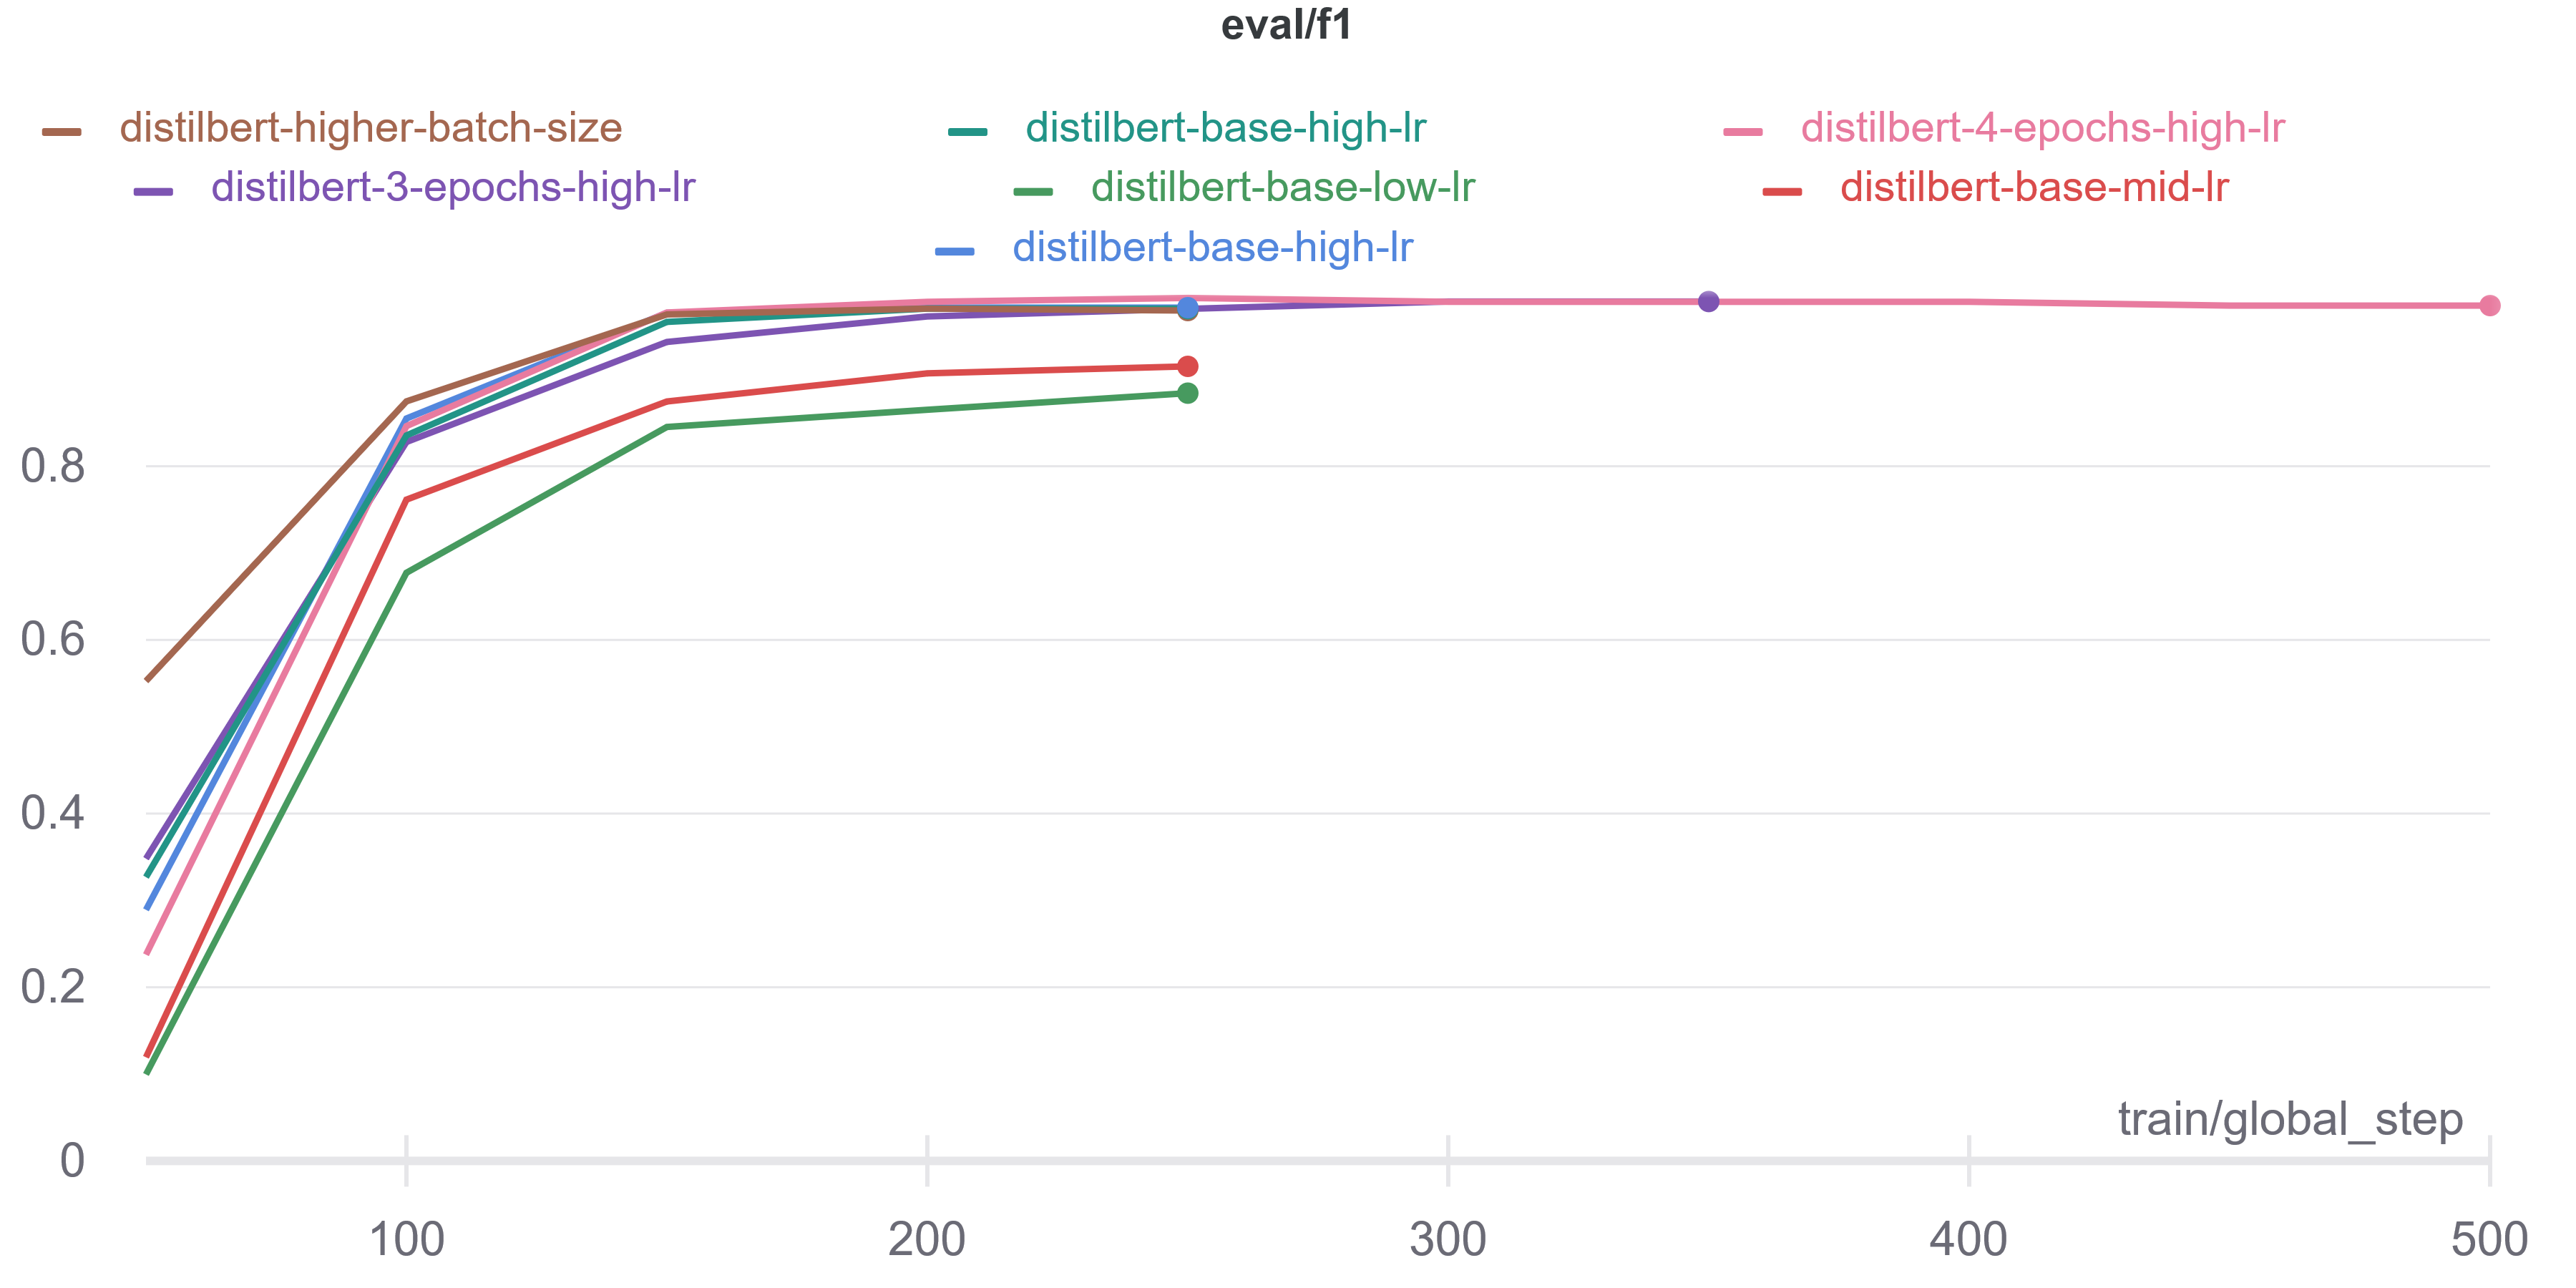 eval/f1
distilbert-higher-batch-size distilbert-base-high-lr distilbert-4-epochs-high-lr
distilbert-3-epochs-high-lr distilbert-base-low-lr distilbert-base-mid-lr
distilbert-base-high-lr
0.8
0.6
0.4
0.2
train/global_step
0
100 200 300 400 500